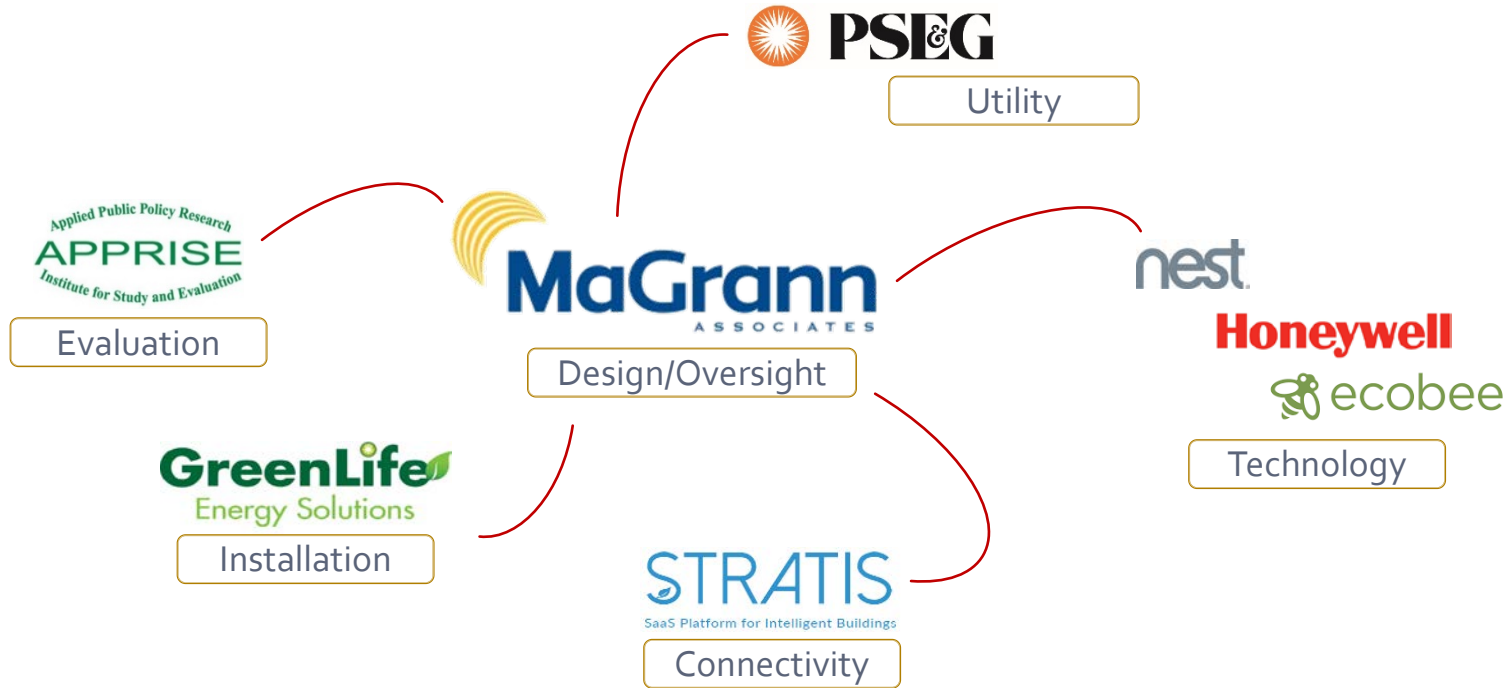 PSE&G
Utility
Applied Public Policy Research
APPRISE
Institute for Study and Evaluation
Evaluation
MaGrann
ASSOCIATES
Design/Oversight
nest
Honeywell
ecobee
Technology
GreenLife
Energy Solutions
Installation
STRATIS
SaaS Platform for Intelligent Buildings
Connectivity